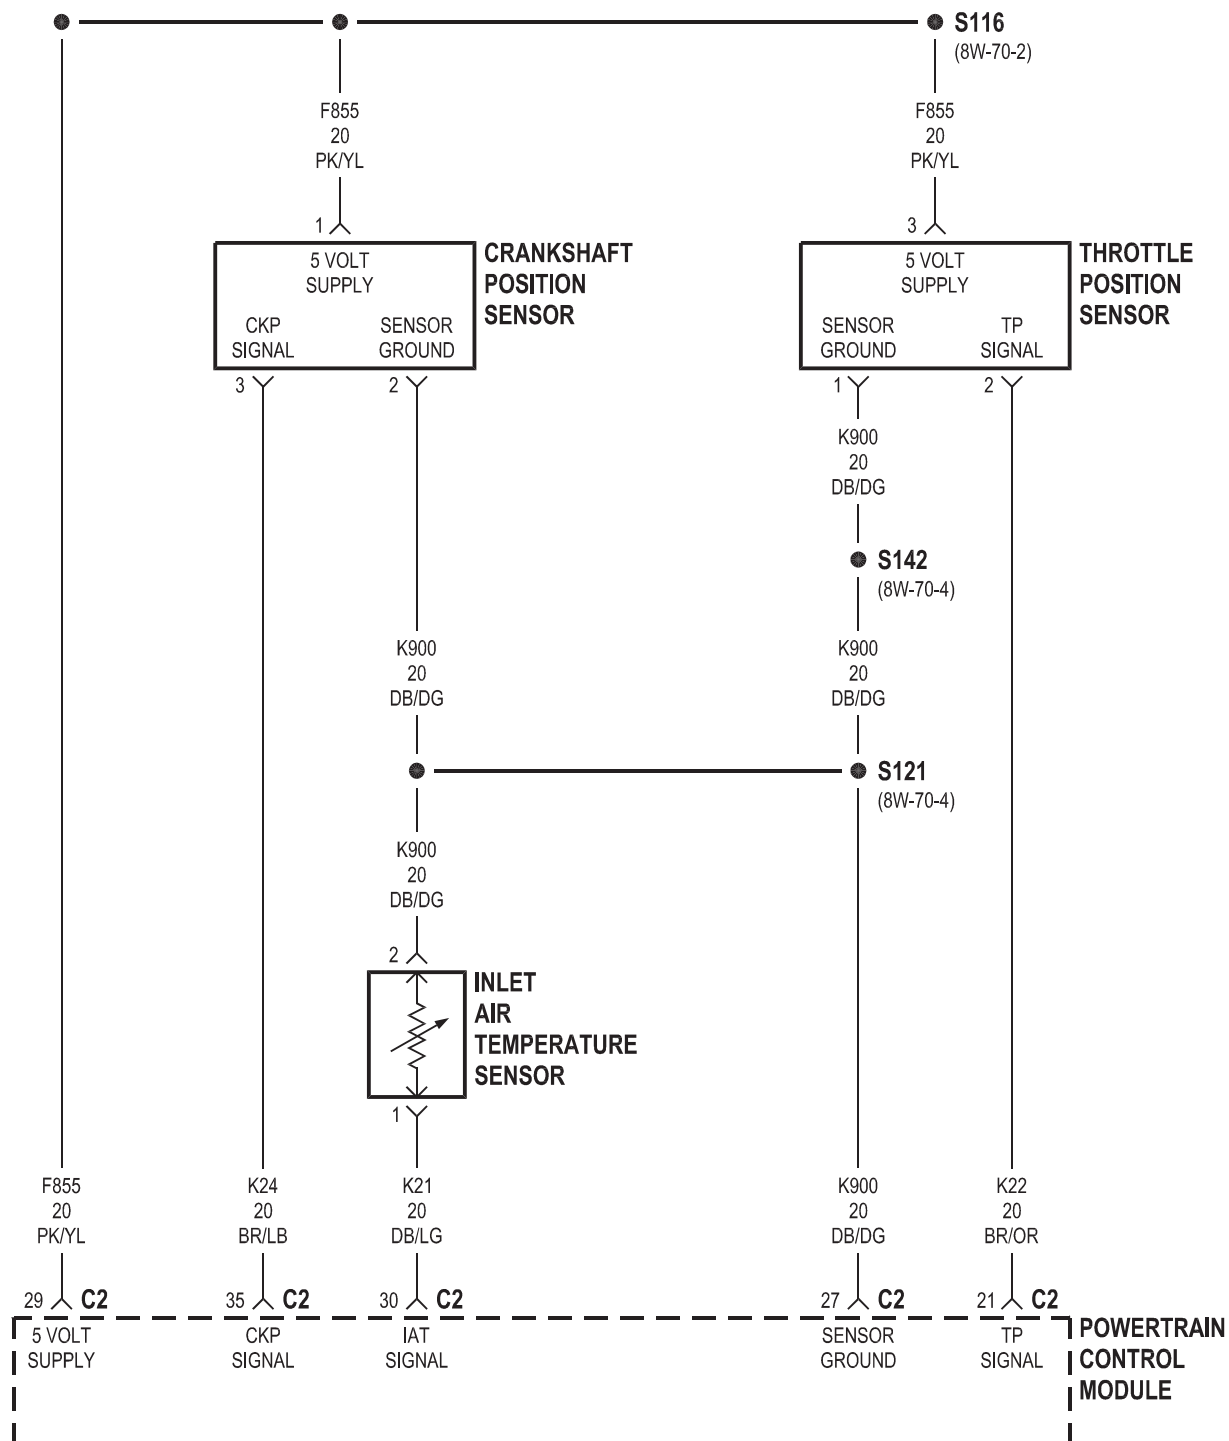 S116
(8W-70-2)
F855
20
PK/YL
F855
20
PK/YL
1
3
5 VOLT
SUPPLY
CKP
SIGNAL
SENSOR
GROUND
CRANKSHAFT
POSITION
SENSOR
5 VOLT
SUPPLY
SENSOR
GROUND
TP
SIGNAL
THROTTLE
POSITION
SENSOR
3
2
1
2
K900
20
DB/DG
S142
(8W-70-4)
K900
20
DB/DG
K900
20
DB/DG
S121
(8W-70-4)
K900
20
DB/DG
2
INLET
AIR
TEMPERATURE
SENSOR
1
F855
20
PK/YL
K24
20
BR/LB
K21
20
DB/LG
K900
20
DB/DG
K22
20
BR/OR
29 C2
35 C2
30 C2
27 C2
21 C2
5 VOLT
SUPPLY
CKP
SIGNAL
IAT
SIGNAL
SENSOR
GROUND
TP
SIGNAL
POWERTRAIN
CONTROL
MODULE